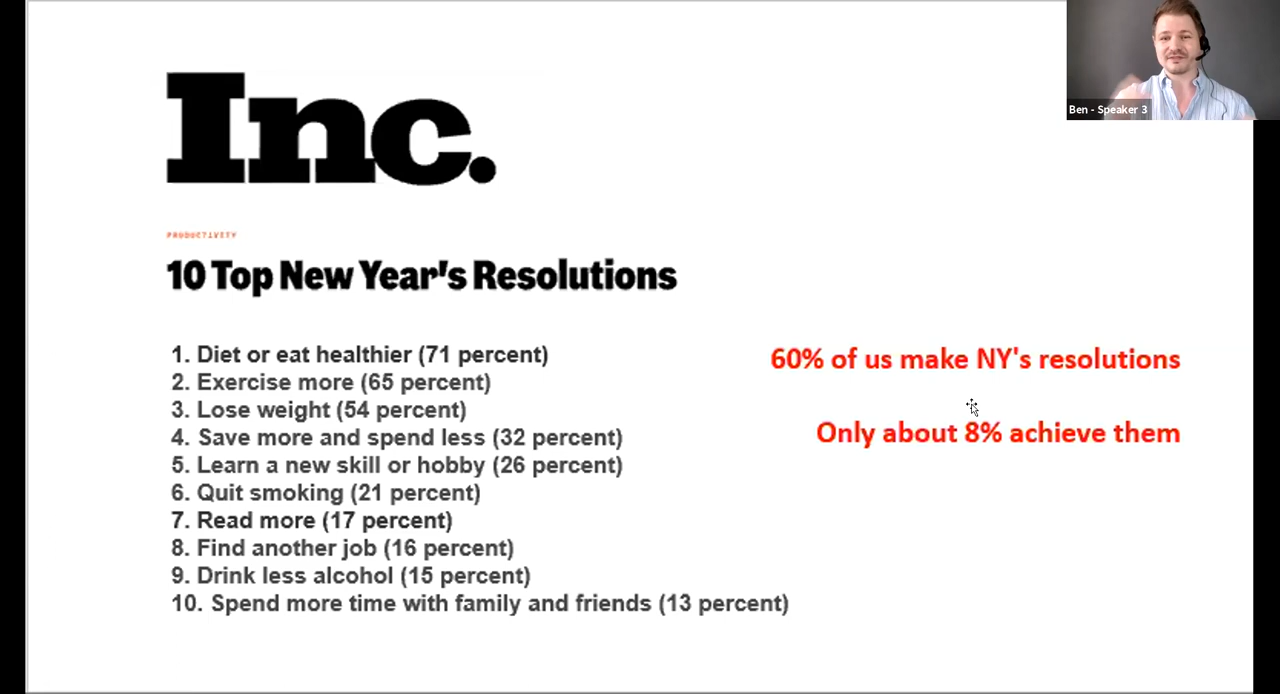 Inc.
PRODUCTIVITY
10 Top New Year's Resolutions
1. Diet or eat healthier (71 percent)
2. Exercise more (65 percent)
3. Lose weight (54 percent)
4. Save more and spend less (32 percent)
5. Learn a new skill or hobby (26 percent)
6. Quit smoking (21 percent)
7. Read more (17 percent)
8. Find another job (16 percent)
9. Drink less alcohol (15 percent)
10. Spend more time with family and friends (13 percent)
60% of us make NY's resolutions
Only about 8% achieve them
Ben - Speaker 3